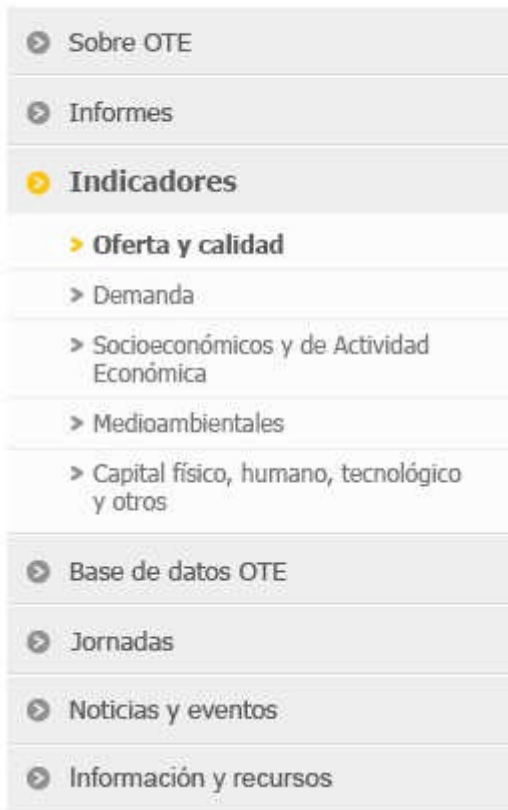 Sobre OTE
Informes
Indicadores
Oferta y calidad
Demanda
Socioeconómicos y de Actividad
Económica
Medioambientales
Capital físico, humano, tecnológico
y otros
Base de datos OTE
Jornadas
Noticias y eventos
Información y recursos